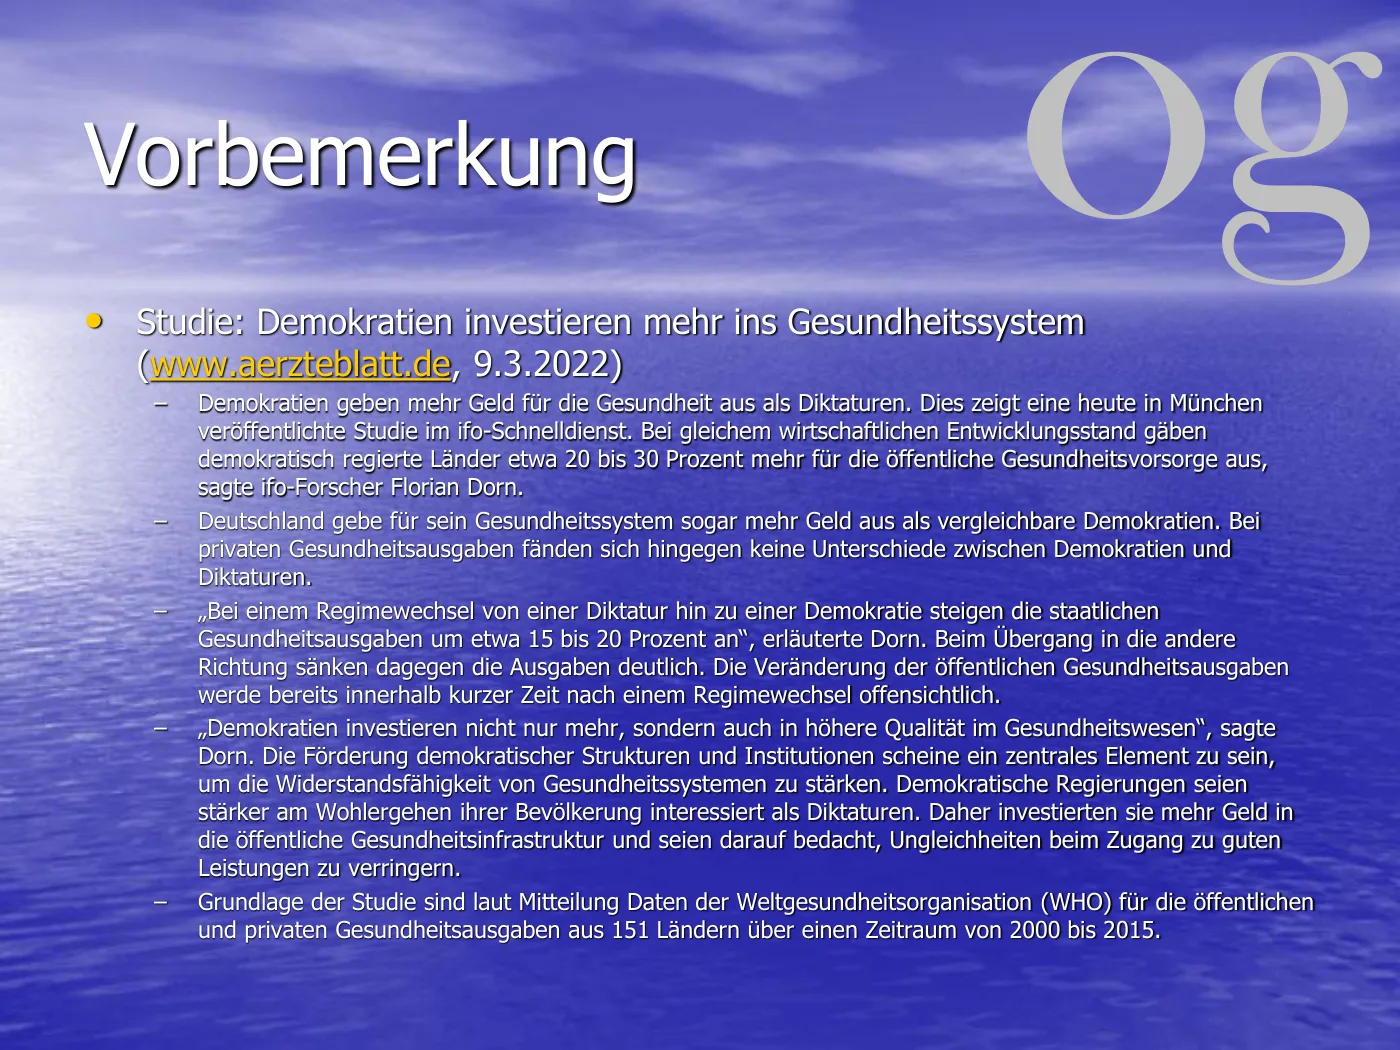 og
Vorbemerkung
• Studie: Demokratien investieren mehr ins Gesundheitssystem
(www.aerzteblatt.de, 9.3.2022)
– Demokratien geben mehr Geld für die Gesundheit aus als Diktaturen. Dies zeigt eine heute in München
veröffentlichte Studie im ifo-Schnelldienst. Bei gleichem wirtschaftlichen Entwicklungsstand gäben
demokratisch regierte Länder etwa 20 bis 30 Prozent mehr für die öffentliche Gesundheitsvorsorge aus,
sagte ifo-Forscher Florian Dorn.
– Deutschland gebe für sein Gesundheitssystem sogar mehr Geld aus als vergleichbare Demokratien. Bei
privaten Gesundheitsausgaben fänden sich hingegen keine Unterschiede zwischen Demokratien und
Diktaturen.
– „Bei einem Regimewechsel von einer Diktatur hin zu einer Demokratie steigen die staatlichen
Gesundheitsausgaben um etwa 15 bis 20 Prozent an“, erläuterte Dorn. Beim Übergang in die andere
Richtung sänken dagegen die Ausgaben deutlich. Die Veränderung der öffentlichen Gesundheitsausgaben
werde bereits innerhalb kurzer Zeit nach einem Regimewechsel offensichtlich.
– „Demokratien investieren nicht nur mehr, sondern auch in höhere Qualität im Gesundheitswesen“, sagte
Dorn. Die Förderung demokratischer Strukturen und Institutionen scheine ein zentrales Element zu sein,
um die Widerstandsfähigkeit von Gesundheitssystemen zu stärken. Demokratische Regierungen seien
stärker am Wohlergehen ihrer Bevölkerung interessiert als Diktaturen. Daher investierten sie mehr Geld in
die öffentliche Gesundheitsinfrastruktur und seien darauf bedacht, Ungleichheiten beim Zugang zu guten
Leistungen zu verringern.
– Grundlage der Studie sind laut Mitteilung Daten der Weltgesundheitsorganisation (WHO) für die öffentlichen
und privaten Gesundheitsausgaben aus 151 Ländern über einen Zeitraum von 2000 bis 2015.